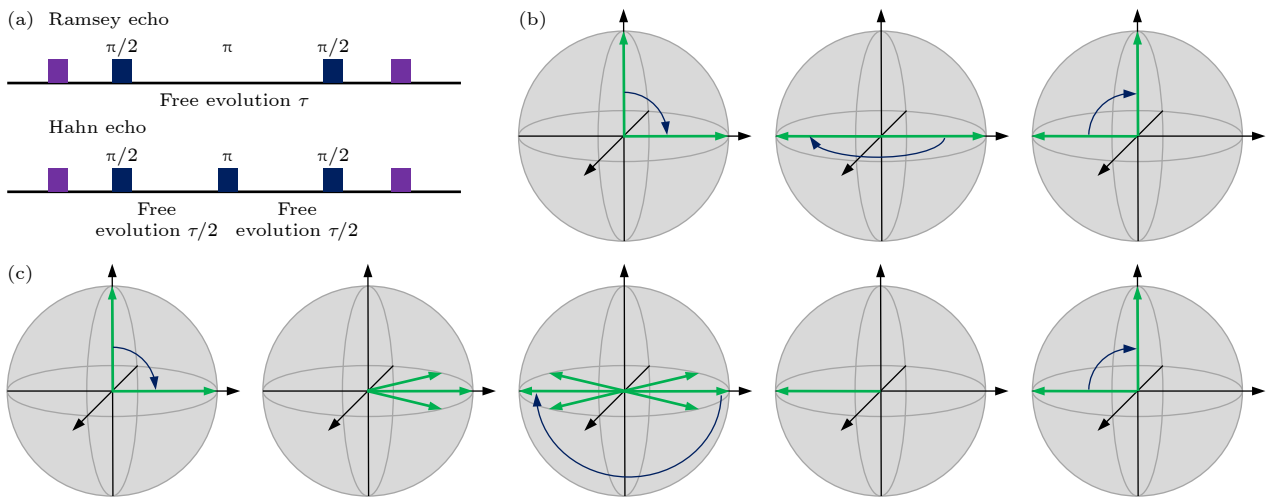 (a) Ramsey echo
π/2 π π/2
Free evolution τ
Hahn echo
π/2 π π/2
Free Free
evolution τ/2 evolution τ/2
(b)
(c)